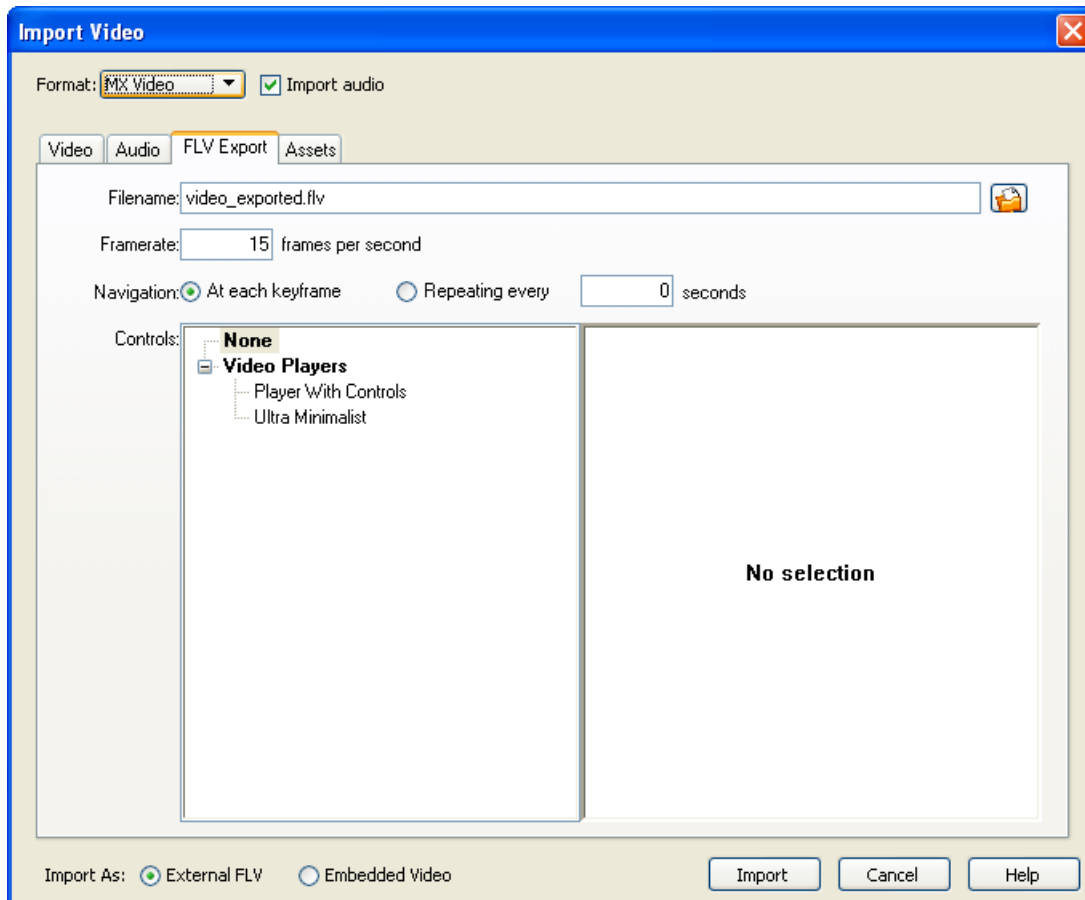 Import Video
Format: MX Video Import audio
Video Audio FLV Export Assets
Filename: video_exported.flv
Framerate: 15 frames per second
Navigation: At each keyframe Repeating every 0 seconds
Controls: None
Video Players
Player With Controls
Ultra Minimalist
No selection
Import As: External FLV Embedded Video Import Cancel Help